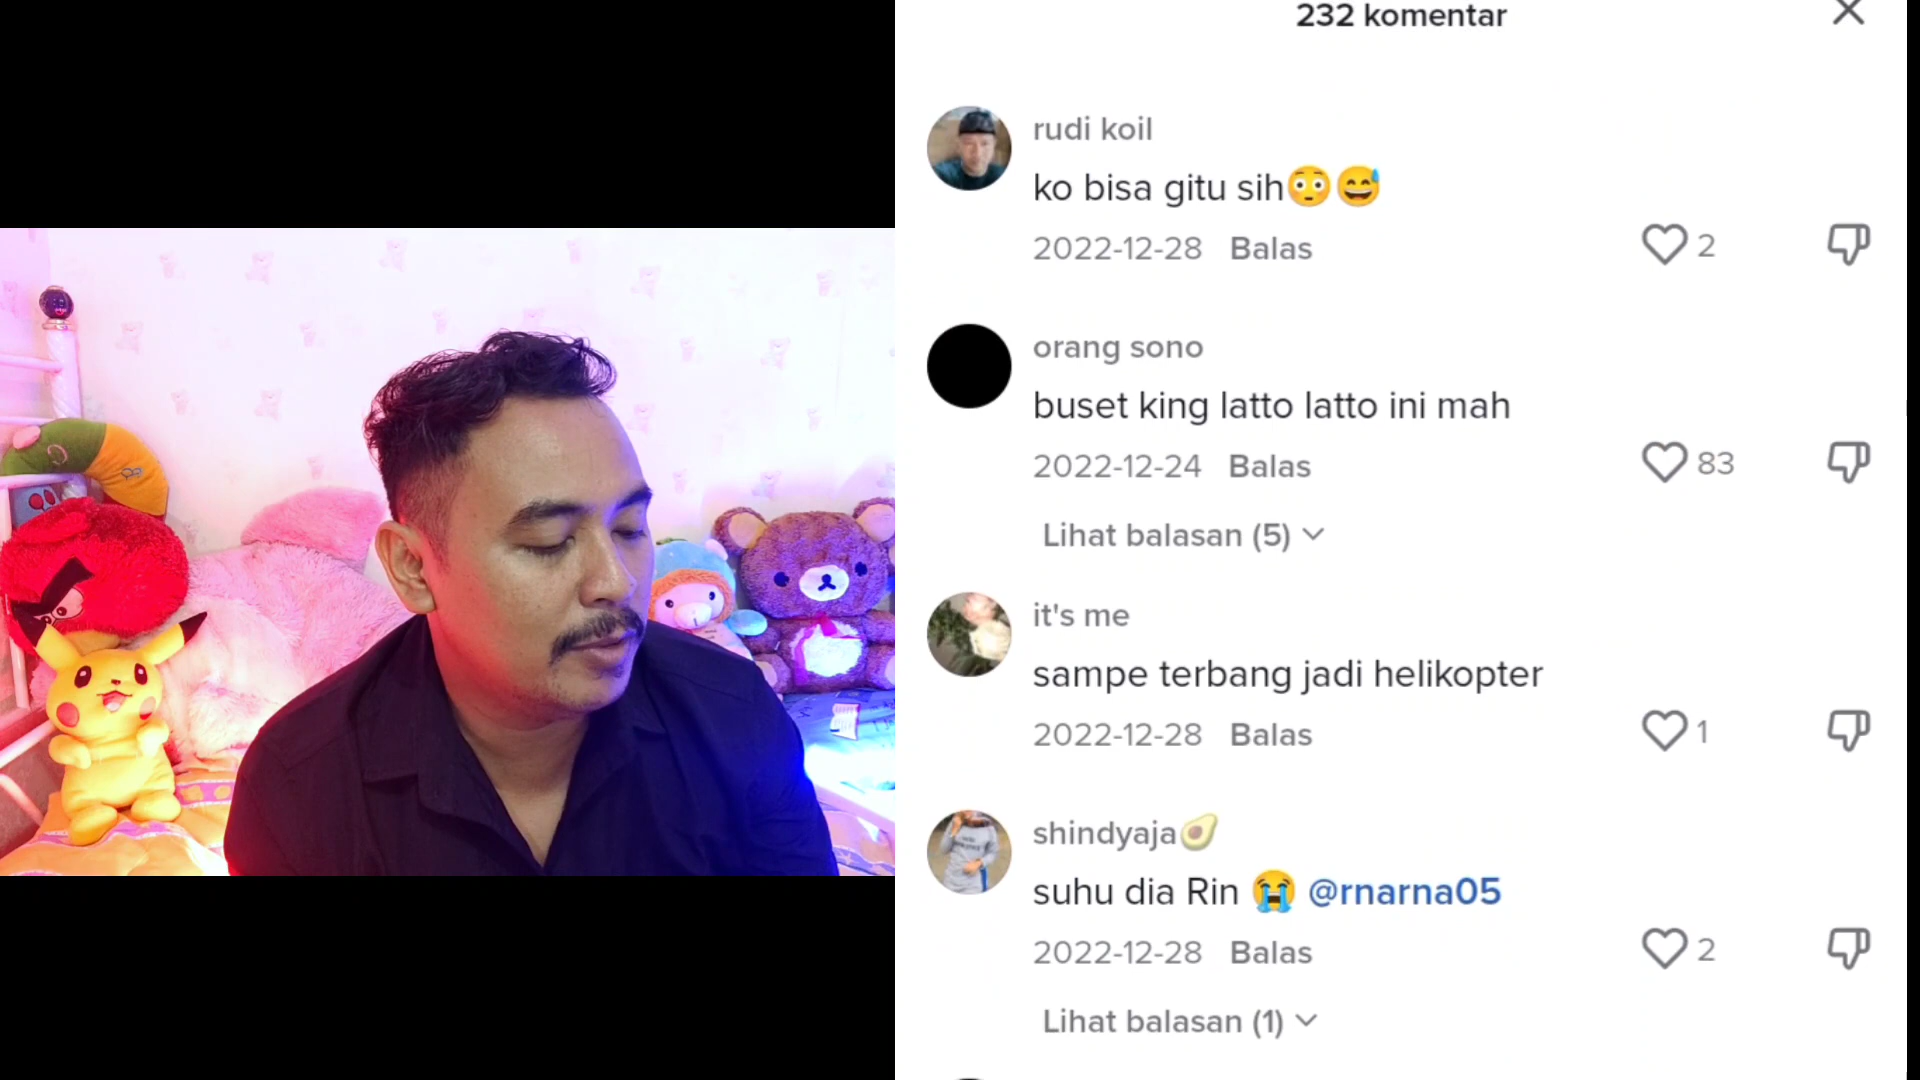 232 komentar
rudi koil
ko bisa gitu sih😳😅
2022-12-28 Balas
2
orang sono
buset king latto latto ini mah
2022-12-24 Balas
83
Lihat balasan (5)
it's me
sampe terbang jadi helikopter
2022-12-28 Balas
1
shindyaja🥑
suhu dia Rin 😭 @rnarna05
2022-12-28 Balas
2
Lihat balasan (1)